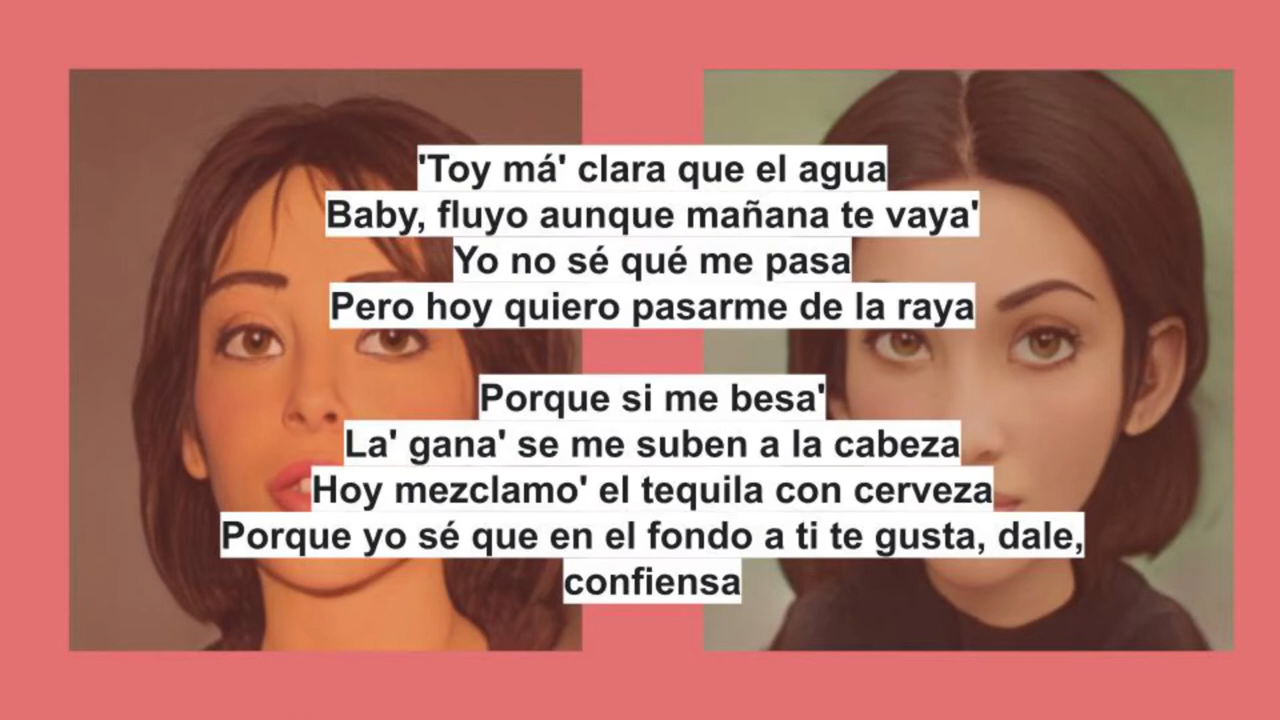 'Toy má' clara que el agua
Baby, fluyo aunque mañana te vaya'
Yo no sé qué me pasa
Pero hoy quiero pasarme de la raya
Porque si me besa'
La' gana' se me suben a la cabeza
Hoy mezclamo' el tequila con cerveza
Porque yo sé que en el fondo a ti te gusta, dale,
confiensa